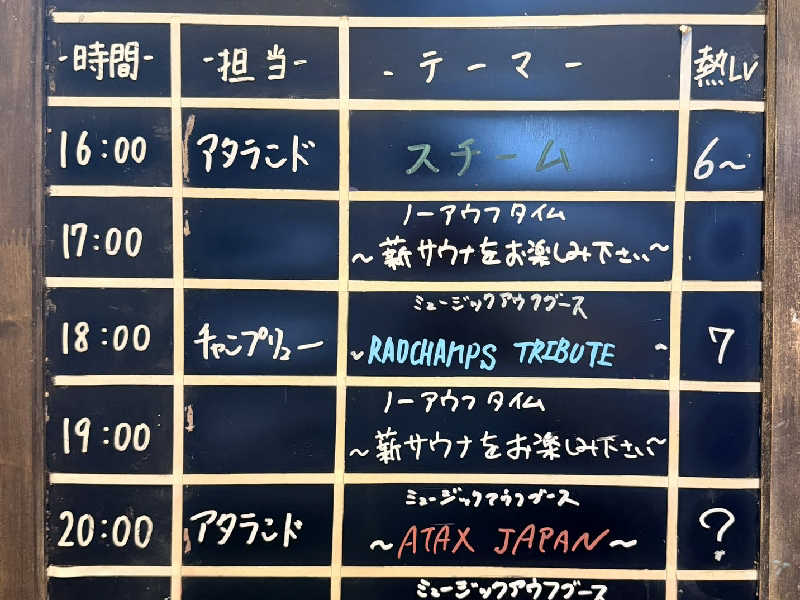 -時間- -担当- - テーマ - 熱LV
16:00 アタランド スチーム 6~
17:00 ノーアウフタイム
~薪サウナをお楽しみ下さい~
18:00 チャンプリュー ミュージックアウフグース 7
~RADCHAMPS TRIBUTE~
19:00 ノーアウフタイム
~薪サウナをお楽しみ下さい~
20:00 アタランド ミュージックアウフグース ?
~ATAX JAPAN~
ミュージックアウフグース